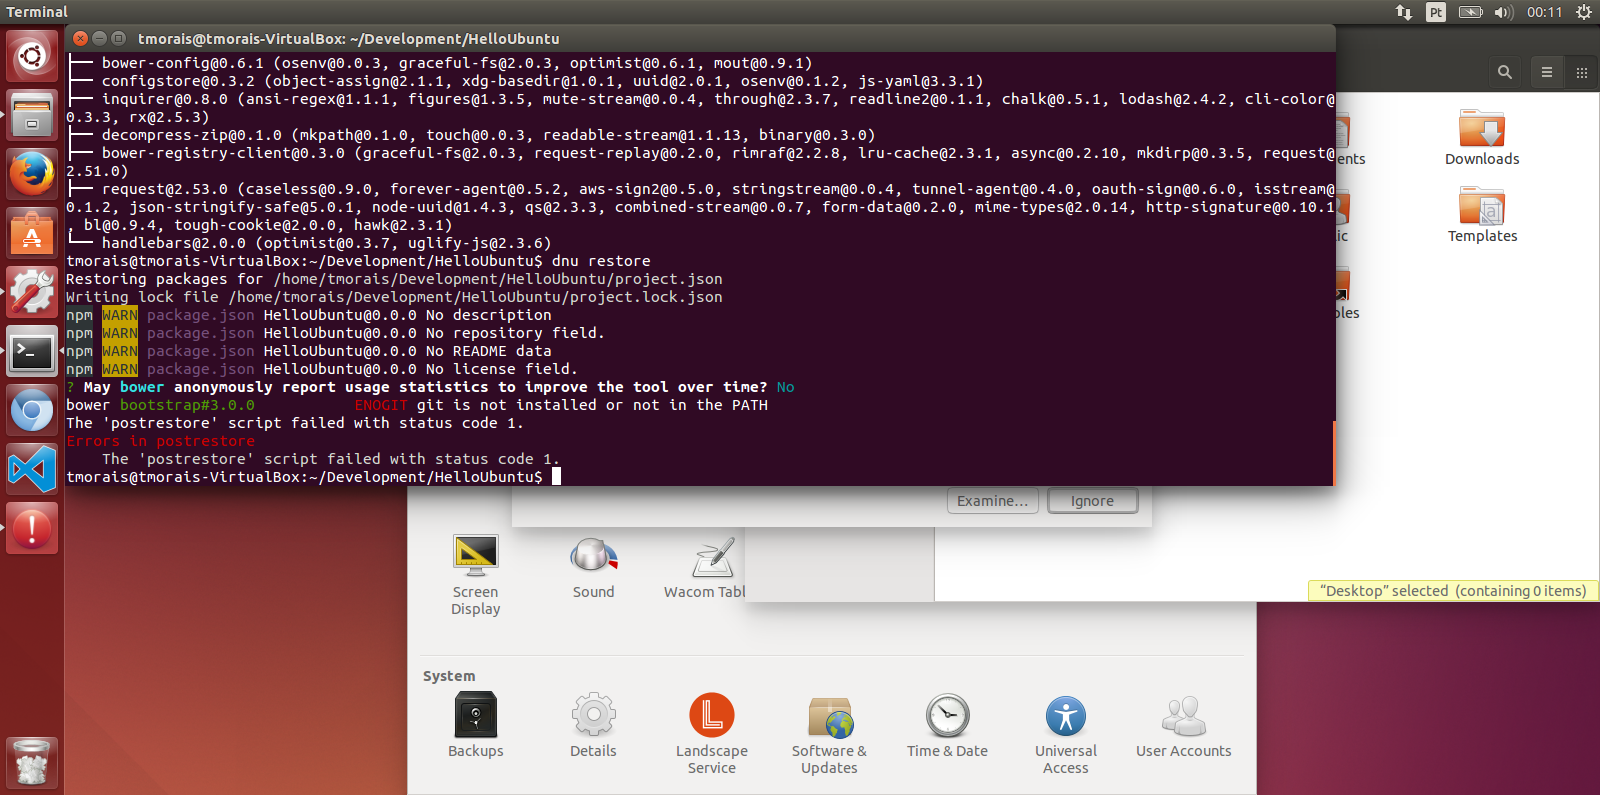 Terminal
Pt
00:11
tmorais@tmorais-VirtualBox: ~/Development/HelloUbuntu
├── bower-config@0.6.1 (osenv@0.0.3, graceful-fs@2.0.3, optimist@0.6.1, mout@0.9.1)
├── configstore@0.3.2 (object-assign@2.1.1, xdg-basedir@1.0.1, uuid@2.0.1, osenv@0.1.2, js-yaml@3.3.1)
├── inquirer@0.8.0 (ansi-regex@1.1.1, figures@1.3.5, mute-stream@0.0.4, through@2.3.7, readline2@0.1.1, chalk@0.5.1, lodash@2.4.2, cli-color@
0.3.3, rx@2.5.3)
├── decompress-zip@0.1.0 (mkpath@0.1.0, touch@0.0.3, readable-stream@1.1.13, binary@0.3.0)
├── bower-registry-client@0.3.0 (graceful-fs@2.0.3, request-replay@0.2.0, rimraf@2.2.8, lru-cache@2.3.1, async@0.2.10, mkdirp@0.3.5, request@
2.51.0)
├── request@2.53.0 (caseless@0.9.0, forever-agent@0.5.2, aws-sign2@0.5.0, stringstream@0.0.4, tunnel-agent@0.4.0, oauth-sign@0.6.0, isstream@
0.1.2, json-stringify-safe@5.0.1, node-uuid@1.4.3, qs@2.3.3, combined-stream@0.0.7, form-data@0.2.0, mime-types@2.0.14, http-signature@0.10.1
, bl@0.9.4, tough-cookie@2.0.0, hawk@2.3.1)
└── handlebars@2.0.0 (optimist@0.3.7, uglify-js@2.3.6)
tmorais@tmorais-VirtualBox:~/Development/HelloUbuntu$ dnu restore
Restoring packages for /home/tmorais/Development/HelloUbuntu/project.json
Writing lock file /home/tmorais/Development/HelloUbuntu/project.lock.json
npm WARN package.json HelloUbuntu@0.0.0 No description
npm WARN package.json HelloUbuntu@0.0.0 No repository field.
npm WARN package.json HelloUbuntu@0.0.0 No README data
npm WARN package.json HelloUbuntu@0.0.0 No license field.
? May bower anonymously report usage statistics to improve the tool over time? No
bower bootstrap#3.0.0 ENOGIT git is not installed or not in the PATH
The 'postrestore' script failed with status code 1.
Errors in postrestore
The 'postrestore' script failed with status code 1.
tmorais@tmorais-VirtualBox:~/Development/HelloUbuntu$
ents
Downloads
lic
Templates
ples
Examine...
Ignore
Screen Display
Sound
Wacom Tabl
"Desktop" selected (containing 0 items)
System
Backups
Details
Landscape Service
Software & Updates
Time & Date
Universal Access
User Accounts